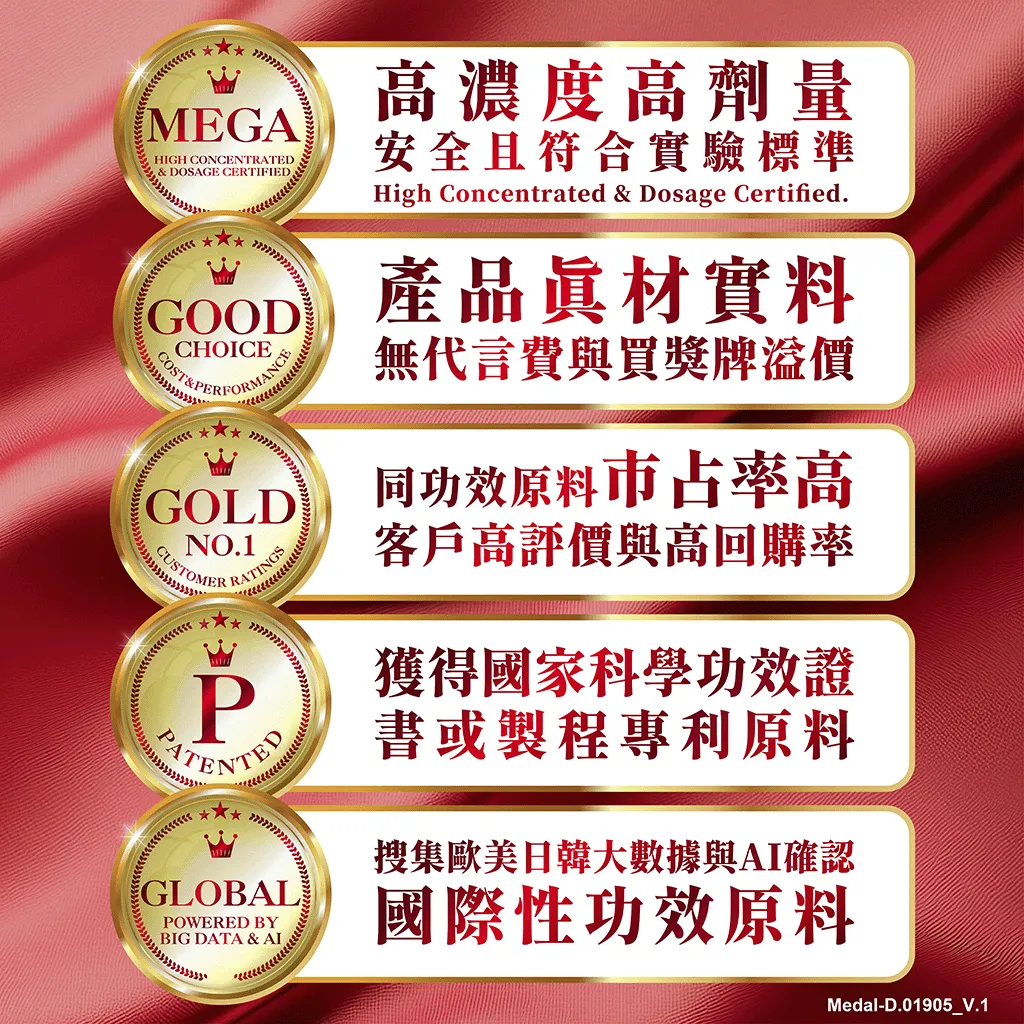 MEGA
HIGH CONCENTRATED
& DOSAGE CERTIFIED
高濃度高劑量
安全且符合實驗標準
High Concentrated & Dosage Certified.
GOOD
CHOICE
COST&PERFORMANCE
產品眞材實料
無代言費與買獎牌溢價
GOLD
NO.1
CUSTOMER RATINGS
同功效原料市占率高
客戶高評價與高回購率
P
PATENTED
獲得國家科學功效證
書或製程專利原料
GLOBAL
POWERED BY
BIG DATA & AI
搜集歐美日韓大數據與AI確認
國際性功效原料
Medal-D.01905_V.1